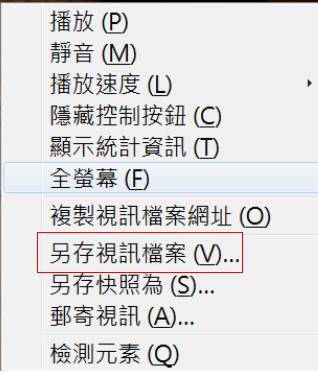 播放 (P)
靜音 (M)
播放速度 (L)
隱藏控制按鈕 (C)
顯示統計資訊 (T)
全螢幕 (F)
複製視訊檔案網址 (O)
另存視訊檔案 (V)...
另存快照為 (S)...
郵寄視訊 (A)...
檢測元素 (Q)